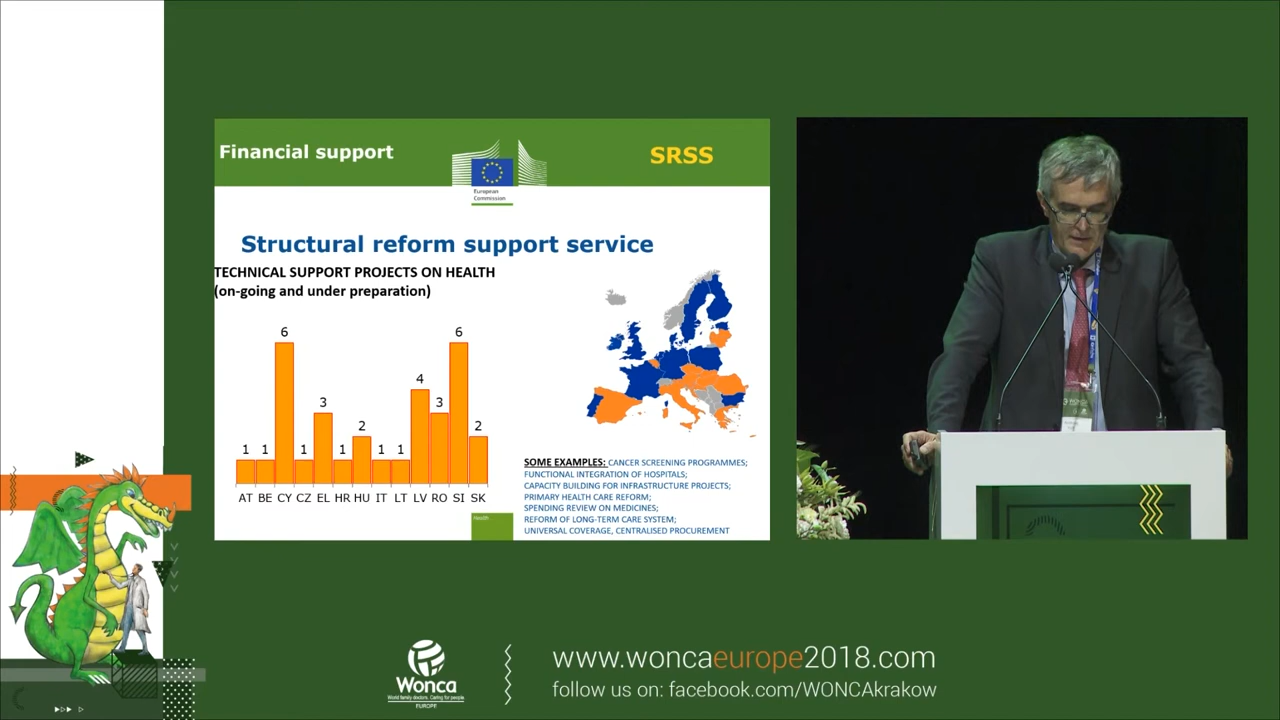 Financial support
SRSS
European
Commission
Structural reform support service
TECHNICAL SUPPORT PROJECTS ON HEALTH
(on-going and under preparation)
6
6
4
3
3
2
2
1
1
1
1
1
1
AT BE CY CZ EL HR HU IT LT LV RO SI SK
SOME EXAMPLES: CANCER SCREENING PROGRAMMES;
FUNCTIONAL INTEGRATION OF HOSPITALS;
CAPACITY BUILDING FOR INFRASTRUCTURE PROJECTS;
PRIMARY HEALTH CARE REFORM;
SPENDING REVIEW ON MEDICINES;
REFORM OF LONG-TERM CARE SYSTEM;
UNIVERSAL COVERAGE, CENTRALISED PROCUREMENT
Health
Wonca
World family doctors. Caring for people.
EUROPE
www.woncaeurope2018.com
follow us on: facebook.com/WONCAkrakow